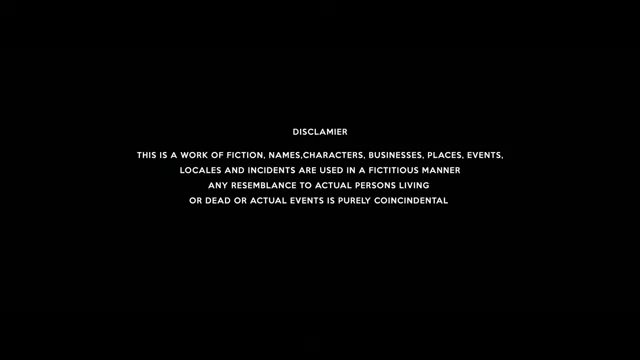 DISCLAMIER
THIS IS A WORK OF FICTION, NAMES,CHARACTERS, BUSINESSES, PLACES, EVENTS,
LOCALES AND INCIDENTS ARE USED IN A FICTITIOUS MANNER
ANY RESEMBLANCE TO ACTUAL PERSONS LIVING
OR DEAD OR ACTUAL EVENTS IS PURELY COINCINDENTAL